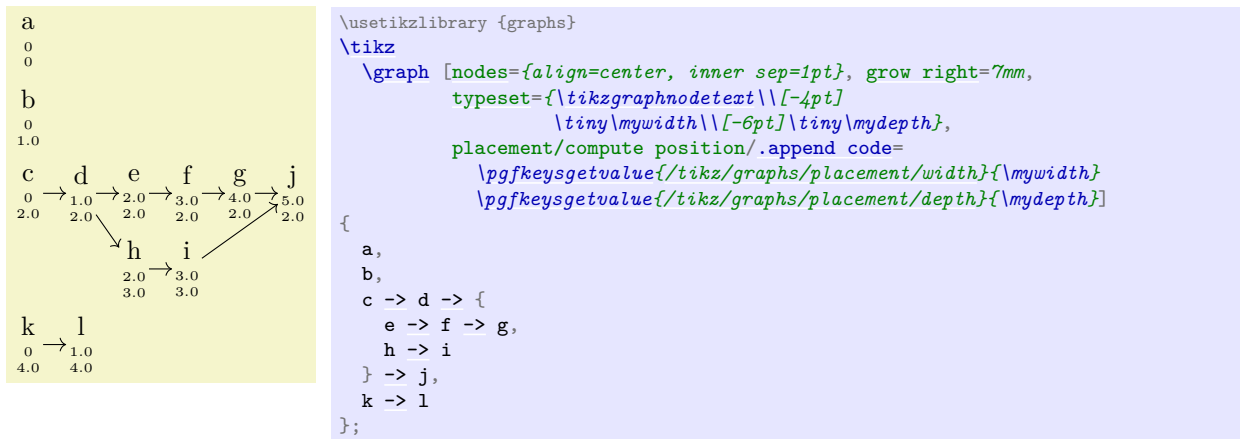 a
0
0
b
0
1.0
c d e f g j
0 1.0 2.0 3.0 4.0 5.0
2.0 2.0 2.0 2.0 2.0 2.0
h i
2.0 3.0
3.0 3.0
k l
0 1.0
4.0 4.0
\usetikzlibrary {graphs}
\tikz
\graph [nodes={align=center, inner sep=1pt}, grow right=7mm,
typeset={\tikzgraphnodetext\\[-4pt]
\tiny\mywidth\\[-6pt]\tiny\mydepth},
placement/compute position/.append code=
\pgfkeysgetvalue{/tikz/graphs/placement/width}{\mywidth}
\pgfkeysgetvalue{/tikz/graphs/placement/depth}{\mydepth}]
{
a,
b,
c -> d -> {
e -> f -> g,
h -> i
} -> j,
k -> l
};